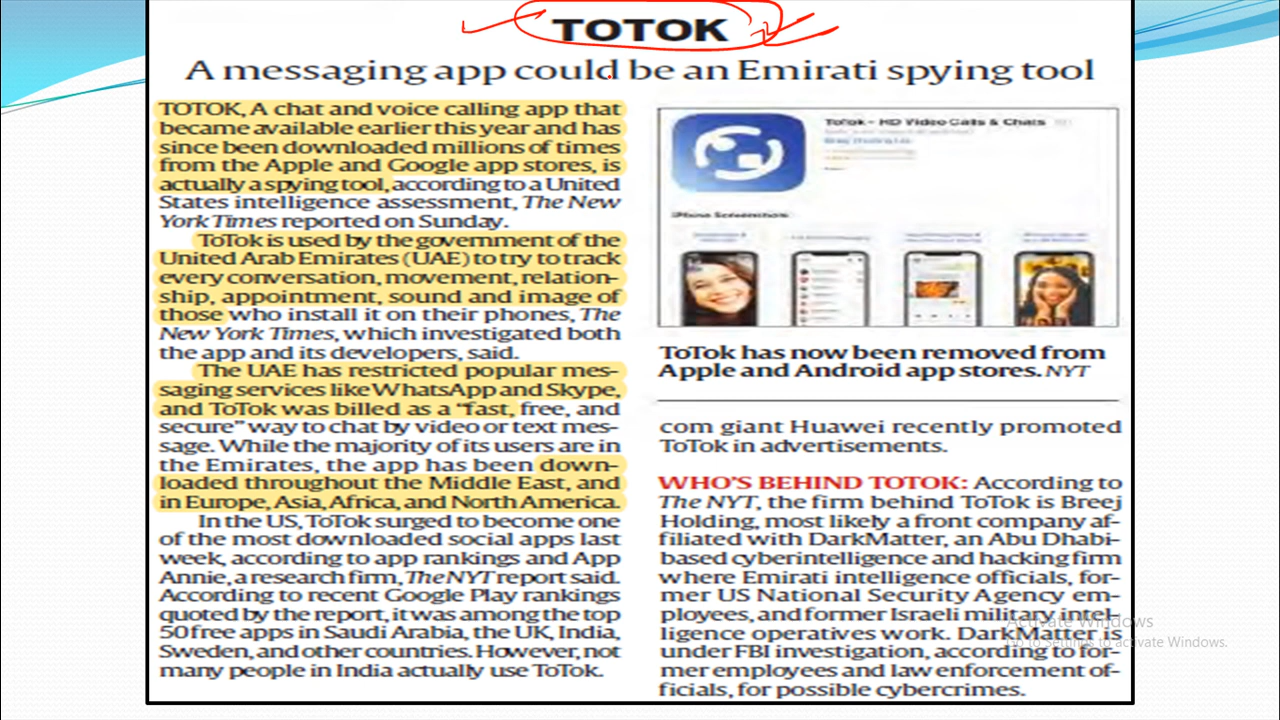 TOTOK
A messaging app could be an Emirati spying tool
TOTOK, A chat and voice calling app that
became available earlier this year and has
since been downloaded millions of times
from the Apple and Google app stores, is
actually a spying tool, according to a United
States intelligence assessment, The New
York Times reported on Sunday.
ToTok is used by the government of the
United Arab Emirates (UAE) to try to track
every conversation, movement, relation-
ship, appointment, sound and image of
those who install it on their phones, The
New York Times, which investigated both
the app and its developers, said.
The UAE has restricted popular mes-
saging services like WhatsApp and Skype,
and ToTok was billed as a "fast, free, and
secure" way to chat by video or text mes-
sage. While the majority of its users are in
the Emirates, the app has been down-
loaded throughout the Middle East, and
in Europe, Asia, Africa, and North America.
In the US, ToTok surged to become one
of the most downloaded social apps last
week, according to app rankings and App
Annie, a research firm, The NYT report said.
According to recent Google Play rankings
quoted by the report, it was among the top
50 free apps in Saudi Arabia, the UK, India,
Sweden, and other countries. However, not
many people in India actually use ToTok.
ToTok - HD Video Calls & Chats
iPhone Screenshots
ToTok has now been removed from
Apple and Android app stores. NYT
com giant Huawei recently promoted
ToTok in advertisements.
WHO'S BEHIND TOTOK: According to
The NYT, the firm behind ToTok is Breej
Holding, most likely a front company af-
filiated with DarkMatter, an Abu Dhabi-
based cyberintelligence and hacking firm
where Emirati intelligence officials, for-
mer US National Security Agency em-
ployees, and former Israeli military intel-
ligence operatives work. DarkMatter is
under FBI investigation, according to for-
mer employees and law enforcement of-
ficials, for possible cybercrimes.
Activate Windows
Go to Settings to activate Windows.